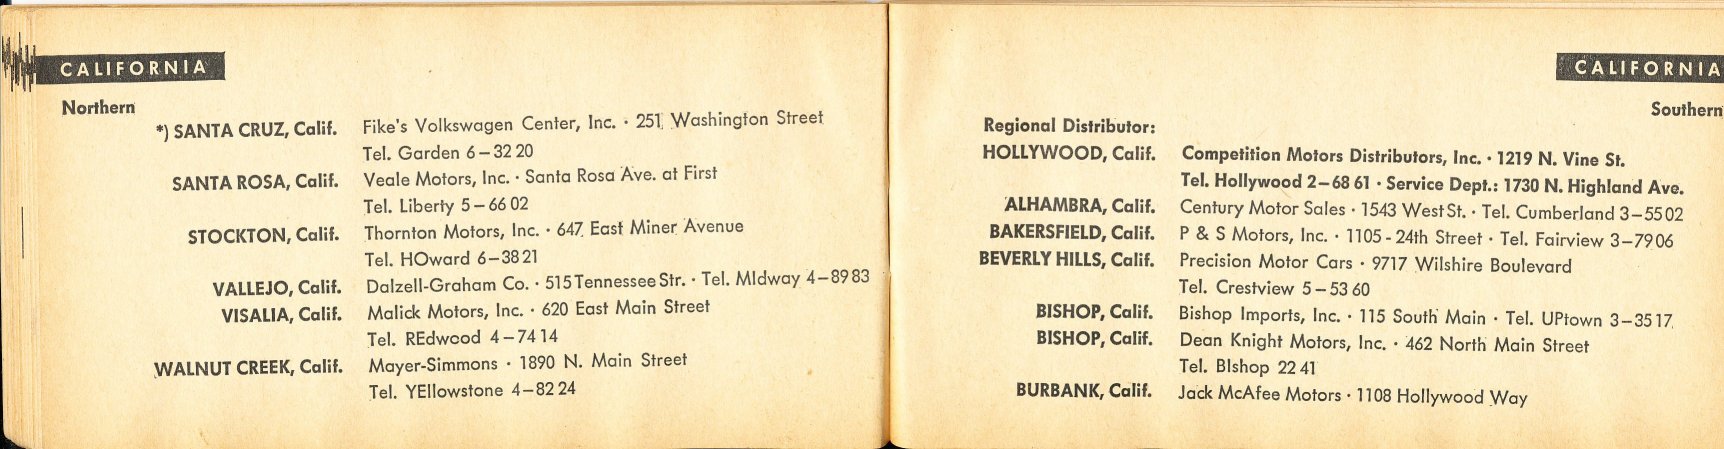 CALIFORNIA
Northern
*) SANTA CRUZ, Calif. Fike's Volkswagen Center, Inc. · 251 Washington Street
Tel. Garden 6–32 20
SANTA ROSA, Calif. Veale Motors, Inc. · Santa Rosa Ave. at First
Tel. Liberty 5–66 02
STOCKTON, Calif. Thornton Motors, Inc. · 647 East Miner Avenue
Tel. HOward 6–38 21
VALLEJO, Calif. Dalzell-Graham Co. · 515 Tennessee Str. · Tel. MIdway 4–89 83
VISALIA, Calif. Malick Motors, Inc. · 620 East Main Street
Tel. REdwood 4–74 14
WALNUT CREEK, Calif. Mayer-Simmons · 1890 N. Main Street
Tel. YEllowstone 4–82 24
CALIFORNIA
Southern
Regional Distributor:
HOLLYWOOD, Calif. Competition Motors Distributors, Inc. · 1219 N. Vine St.
Tel. Hollywood 2–68 61 · Service Dept.: 1730 N. Highland Ave.
ALHAMBRA, Calif. Century Motor Sales · 1543 West St. · Tel. Cumberland 3–55 02
BAKERSFIELD, Calif. P & S Motors, Inc. · 1105 - 24th Street · Tel. Fairview 3–79 06
BEVERLY HILLS, Calif. Precision Motor Cars · 9717 Wilshire Boulevard
Tel. Crestview 5–53 60
BISHOP, Calif. Bishop Imports, Inc. · 115 South Main · Tel. UPtown 3–35 17
BISHOP, Calif. Dean Knight Motors, Inc. · 462 North Main Street
Tel. BIshop 22 41
BURBANK, Calif. Jack McAfee Motors · 1108 Hollywood Way